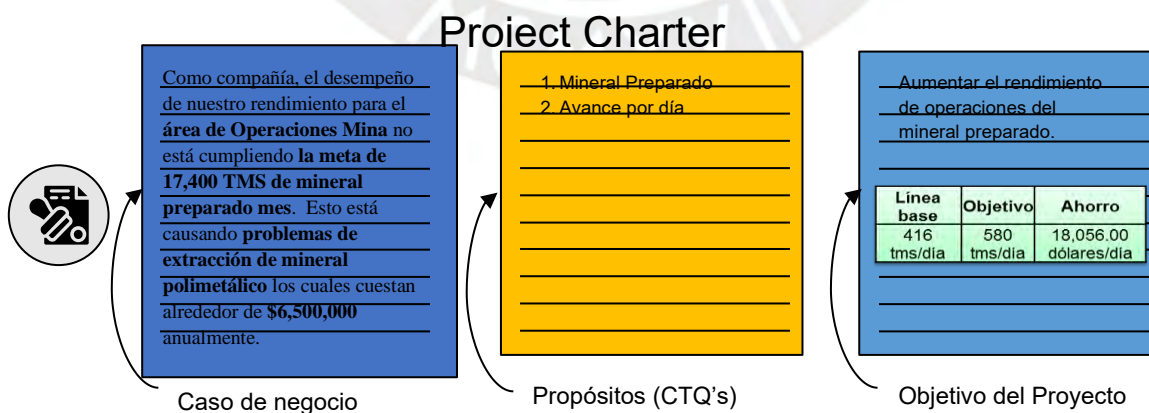 Project Charter
Como compañía, el desempeño
de nuestro rendimiento para el
área de Operaciones Mina no
está cumpliendo la meta de
17,400 TMS de mineral
preparado mes. Esto está
causando problemas de
extracción de mineral
polimetálico los cuales cuestan
alrededor de $6,500,000
anualmente.
Caso de negocio
1. Mineral Preparado
2. Avance por día
Propósitos (CTQ's)
Aumentar el rendimiento
de operaciones del
mineral preparado.
Línea base Objetivo Ahorro
416 tms/día 580 tms/día 18,056.00 dólares/día
Objetivo del Proyecto